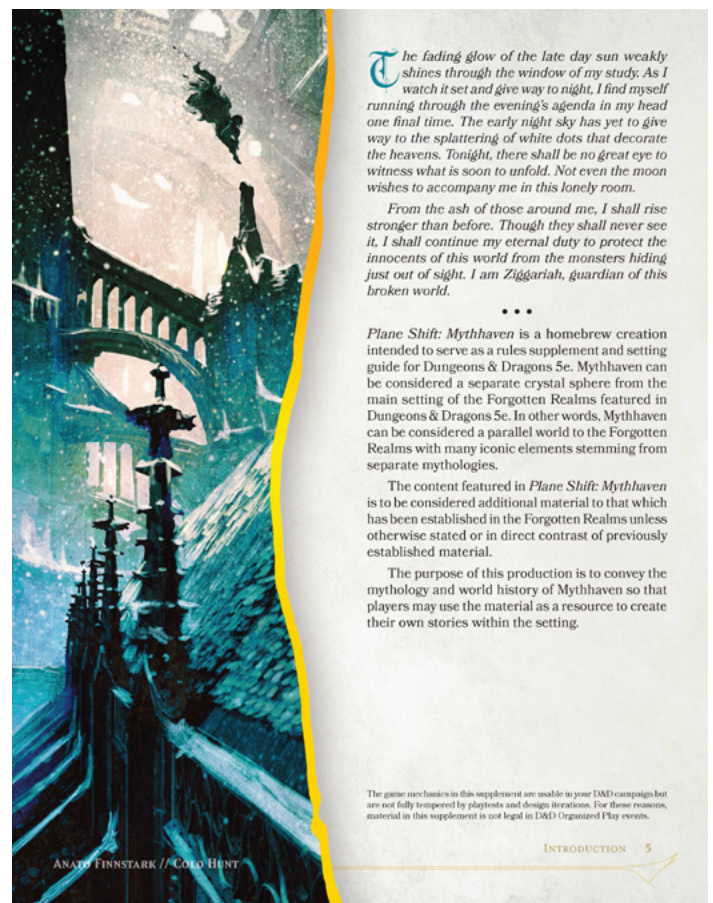 The fading glow of the late day sun weakly
shines through the window of my study. As I
watch it set and give way to night, I find myself
running through the evening's agenda in my head
one final time. The early night sky has yet to give
way to the splattering of white dots that decorate
the heavens. Tonight, there shall be no great eye to
witness what is soon to unfold. Not even the moon
wishes to accompany me in this lonely room.
From the ash of those around me, I shall rise
stronger than before. Though they shall never see
it, I shall continue my eternal duty to protect the
innocents of this world from the monsters hiding
just out of sight. I am Ziggariah, guardian of this
broken world.
• • •
Plane Shift: Mythhaven is a homebrew creation
intended to serve as a rules supplement and setting
guide for Dungeons & Dragons 5e. Mythhaven can
be considered a separate crystal sphere from the
main setting of the Forgotten Realms featured in
Dungeons & Dragons 5e. In other words, Mythhaven
can be considered a parallel world to the Forgotten
Realms with many iconic elements stemming from
separate mythologies.
The content featured in Plane Shift: Mythhaven
is to be considered additional material to that which
has been established in the Forgotten Realms unless
otherwise stated or in direct contrast of previously
established material.
The purpose of this production is to convey the
mythology and world history of Mythhaven so that
players may use the material as a resource to create
their own stories within the setting.
The game mechanics in this supplement are usable in your D&D campaign but
are not fully tempered by playtests and design iterations. For these reasons,
material in this supplement is not legal in D&D Organized Play events.
Introduction 5
Anato Finnstark // Cold Hunt